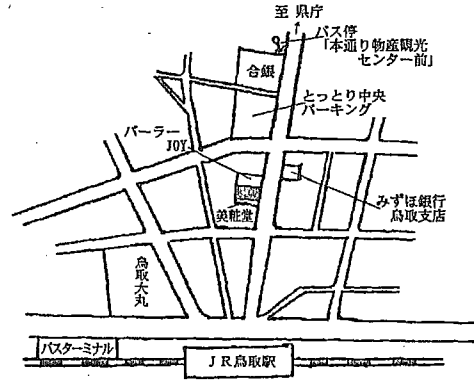 至 県庁
バス停
「本通り物産観光
センター前」
合銀
とっとり中央
パーキング
パーラー
JOY
みずほ銀行
鳥取支店
美粧堂
鳥取大丸
バスターミナル
JR鳥取駅